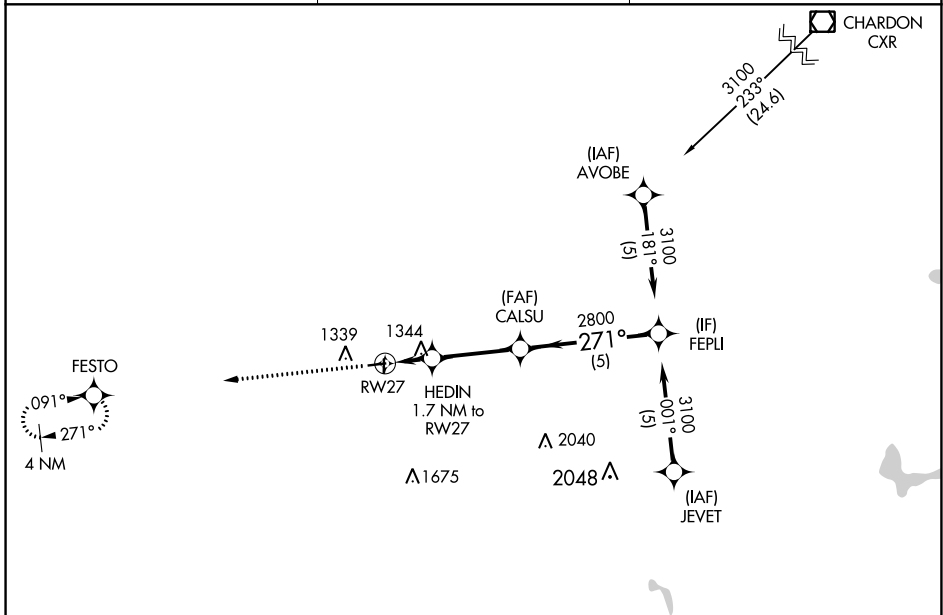 CHARDON
CXR
3100
233°
(24.6)
(IAF)
AVOBE
3100
181°
(5)
(FAF)
CALSU
2800
271°
(5)
(IF)
FEPLI
1339
1344
RW27
HEDIN
1.7 NM to
RW27
FESTO
091°
271°
4 NM
3100
001°
(5)
2040
2048
1675
(IAF)
JEVET